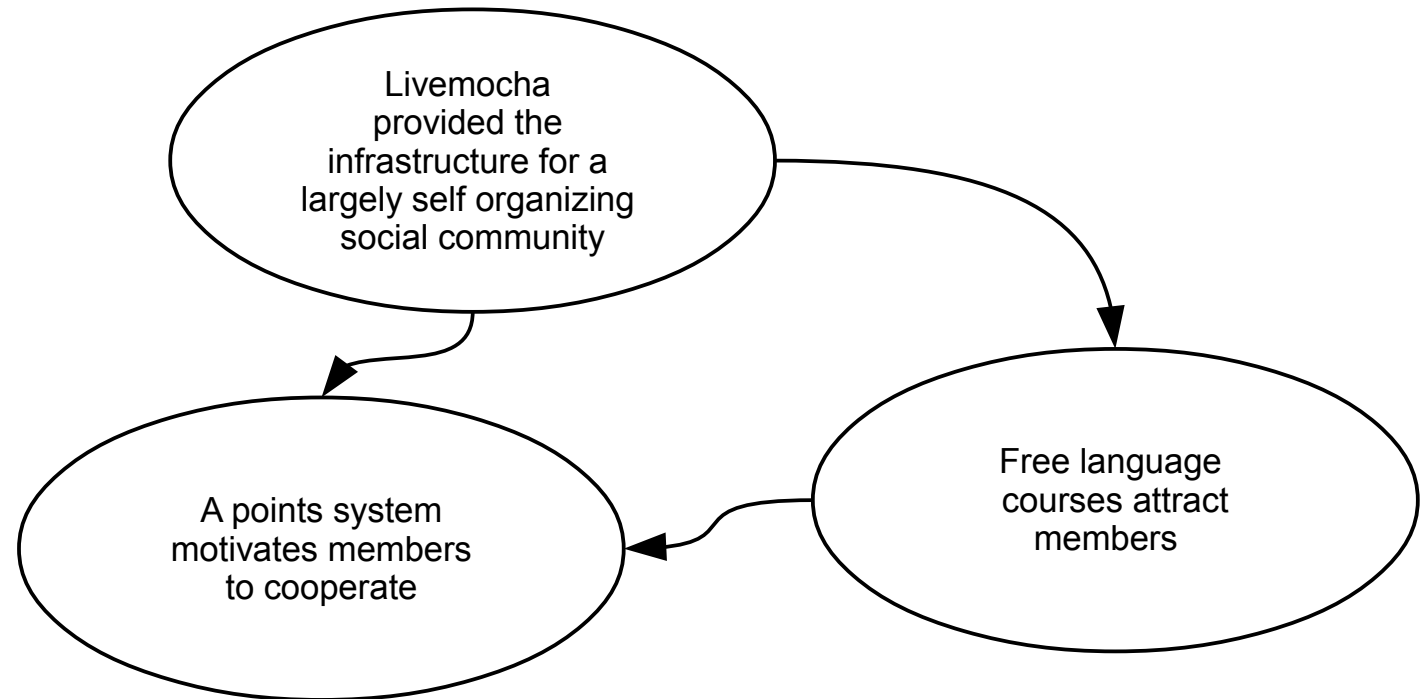 Livemocha
provided the
infrastructure for a
largely self organizing
social community
Free language
courses attract
members
A points system
motivates members
to cooperate